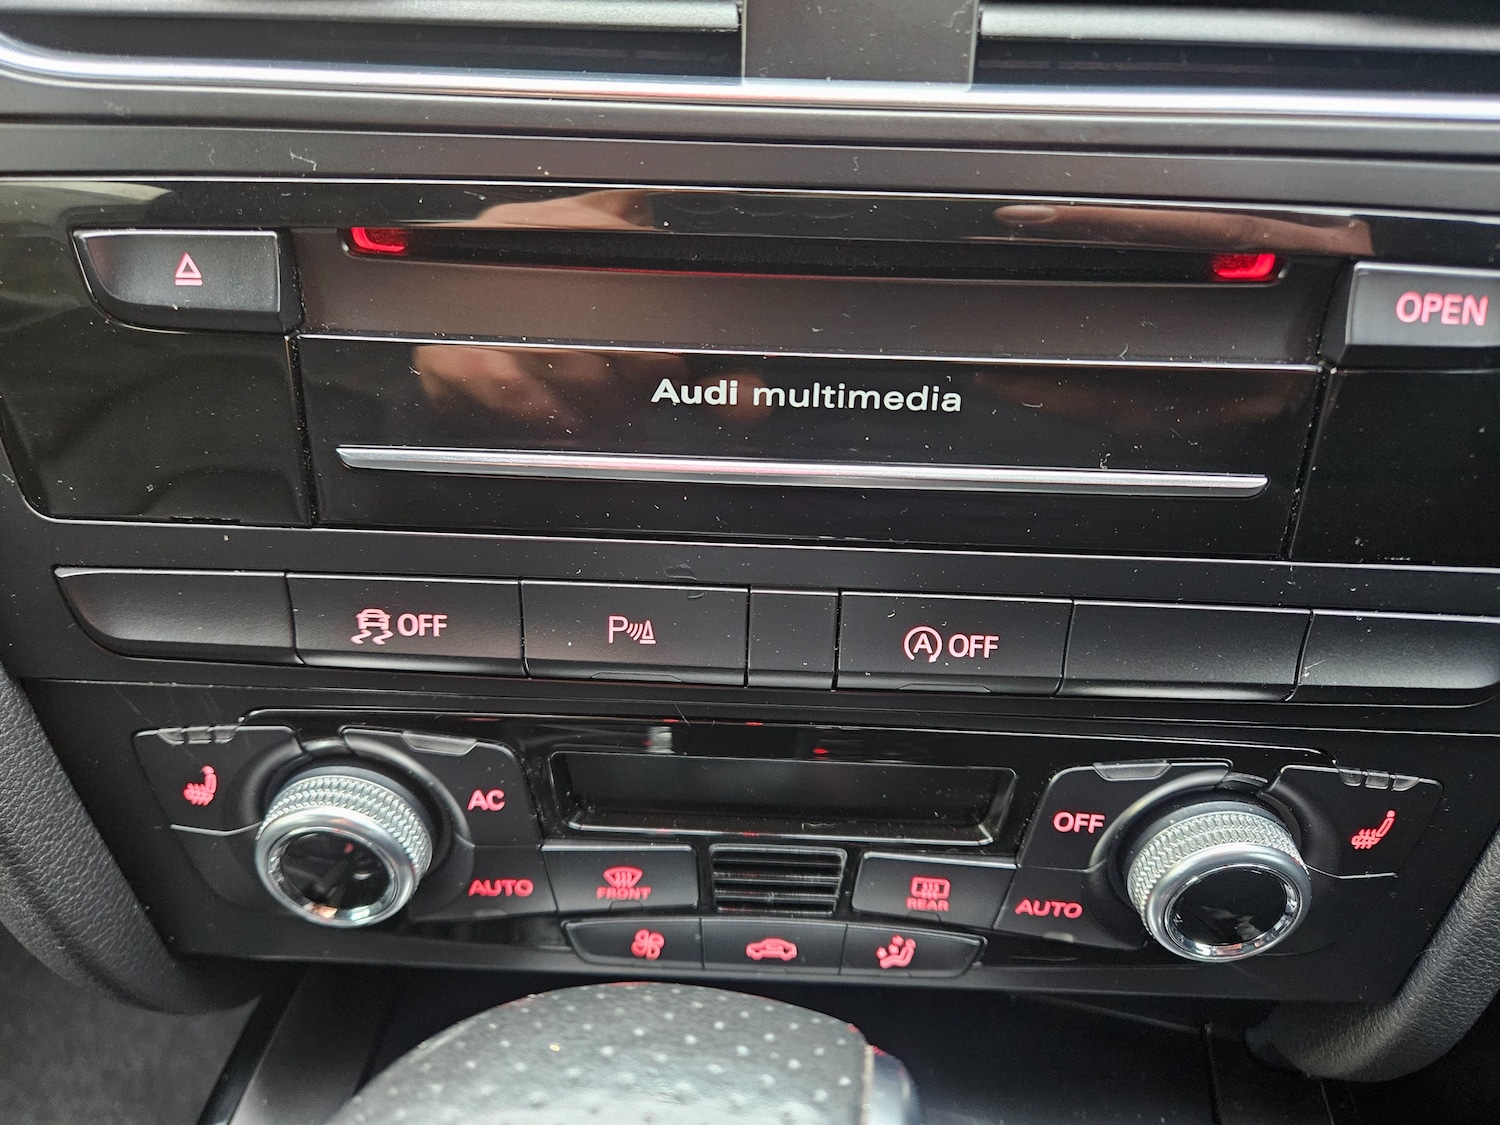 OPEN
Audi multimedia
OFF
P
A OFF
AC
OFF
AUTO
FRONT
REAR
AUTO